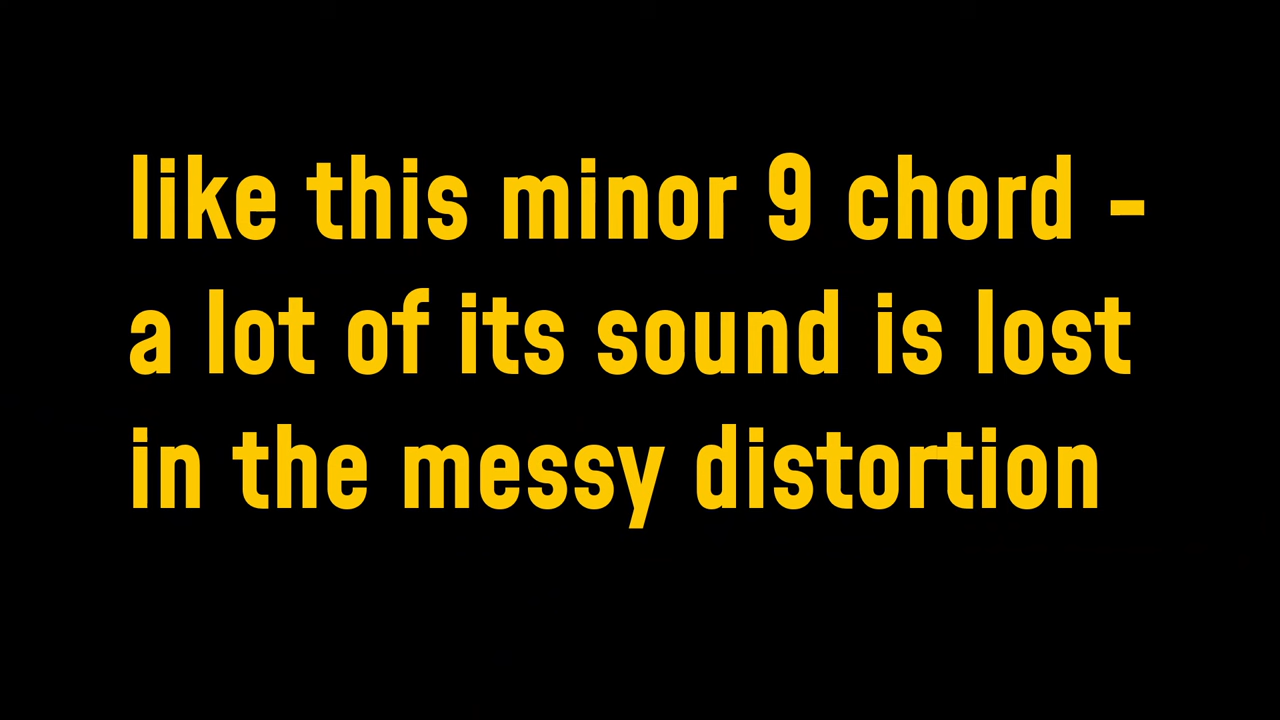 like this minor 9 chord -
a lot of its sound is lost
in the messy distortion